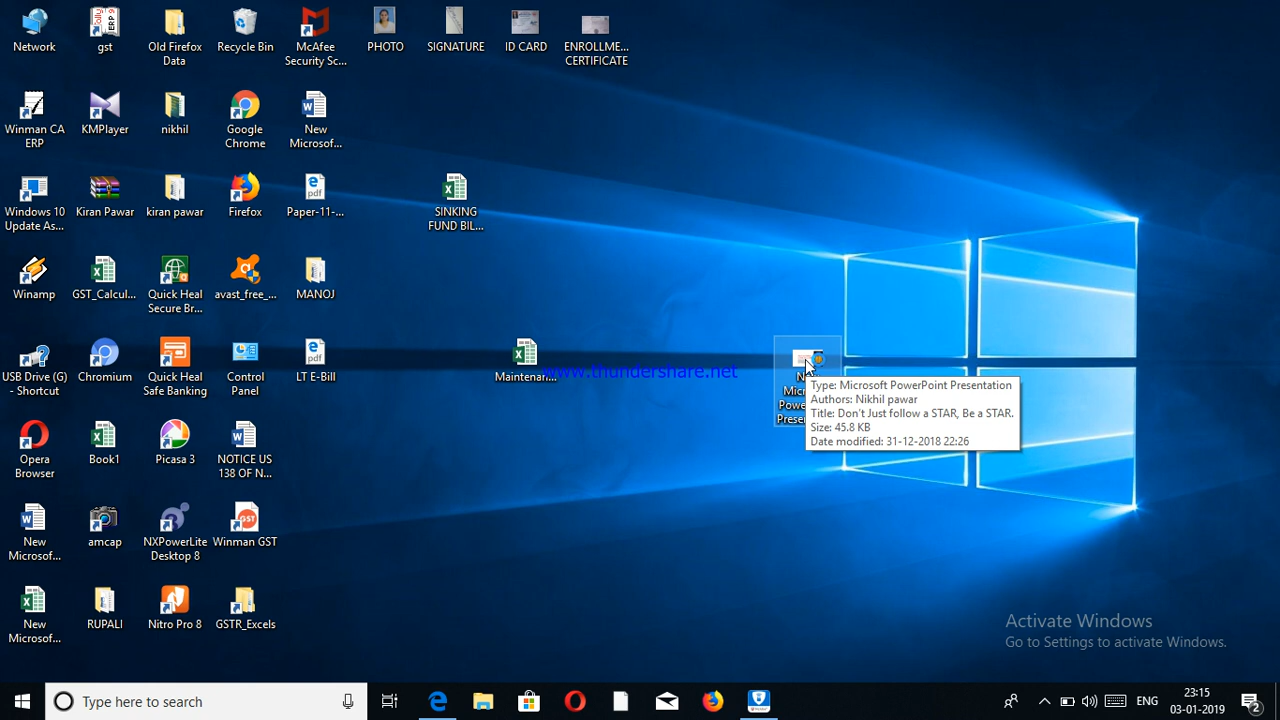 Network
gst
Old Firefox
Data
Recycle Bin
McAfee
Security Sc...
PHOTO
SIGNATURE
ID CARD
ENROLLME...
CERTIFICATE
Winman CA
ERP
KMPlayer
nikhil
Google
Chrome
New
Microsof...
Windows 10
Update As...
Kiran Pawar
kiran pawar
Firefox
Paper-11-...
SINKING
FUND BIL...
Winamp
GST_Calcul...
Quick Heal
Secure Br...
avast_free_...
MANOJ
USB Drive (G)
- Shortcut
Chromium
Quick Heal
Safe Banking
Control
Panel
LT E-Bill
Maintenan...
www.thundershare.net
Type: Microsoft PowerPoint Presentation
Authors: Nikhil pawar
Title: Don't Just follow a STAR, Be a STAR.
Size: 45.8 KB
Date modified: 31-12-2018 22:26
Opera
Browser
Book1
Picasa 3
NOTICE US
138 OF N...
New
Microsof...
amcap
NXPowerLite
Desktop 8
Winman GST
New
Microsof...
RUPALI
Nitro Pro 8
GSTR_Excels
Activate Windows
Go to Settings to activate Windows.
Type here to search
ENG
23:15
03-01-2019
2